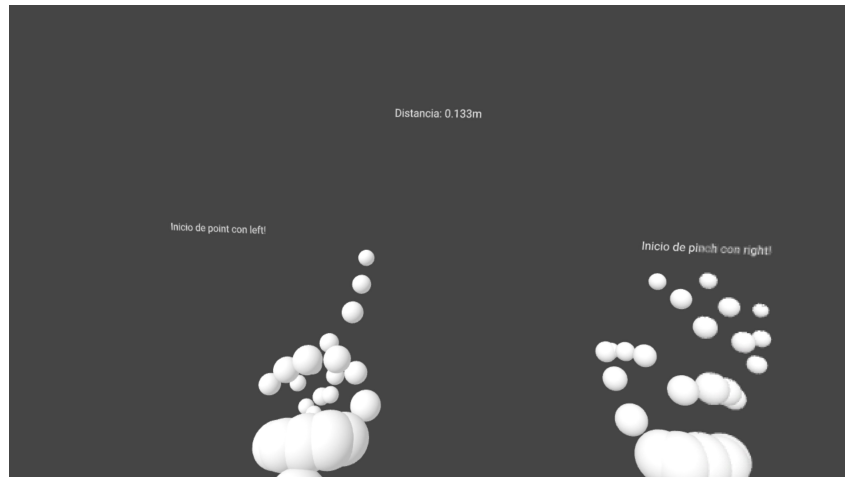 Distancia: 0.133m
Inicio de point con left!
Inicio de pinch con right!